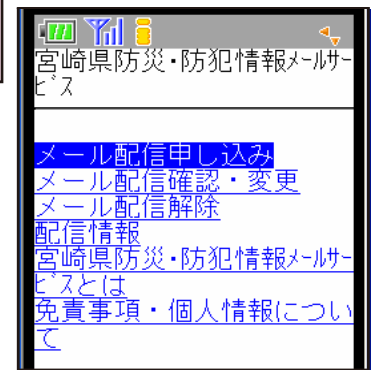 宮崎県防災・防犯情報ﾒｰﾙｻｰ
ﾋﾞｽ
メール配信申し込み
メール配信確認・変更
メール配信解除
配信情報
宮崎県防災・防犯情報ﾒｰﾙｻｰ
ﾋﾞｽとは
免責事項・個人情報につい
て